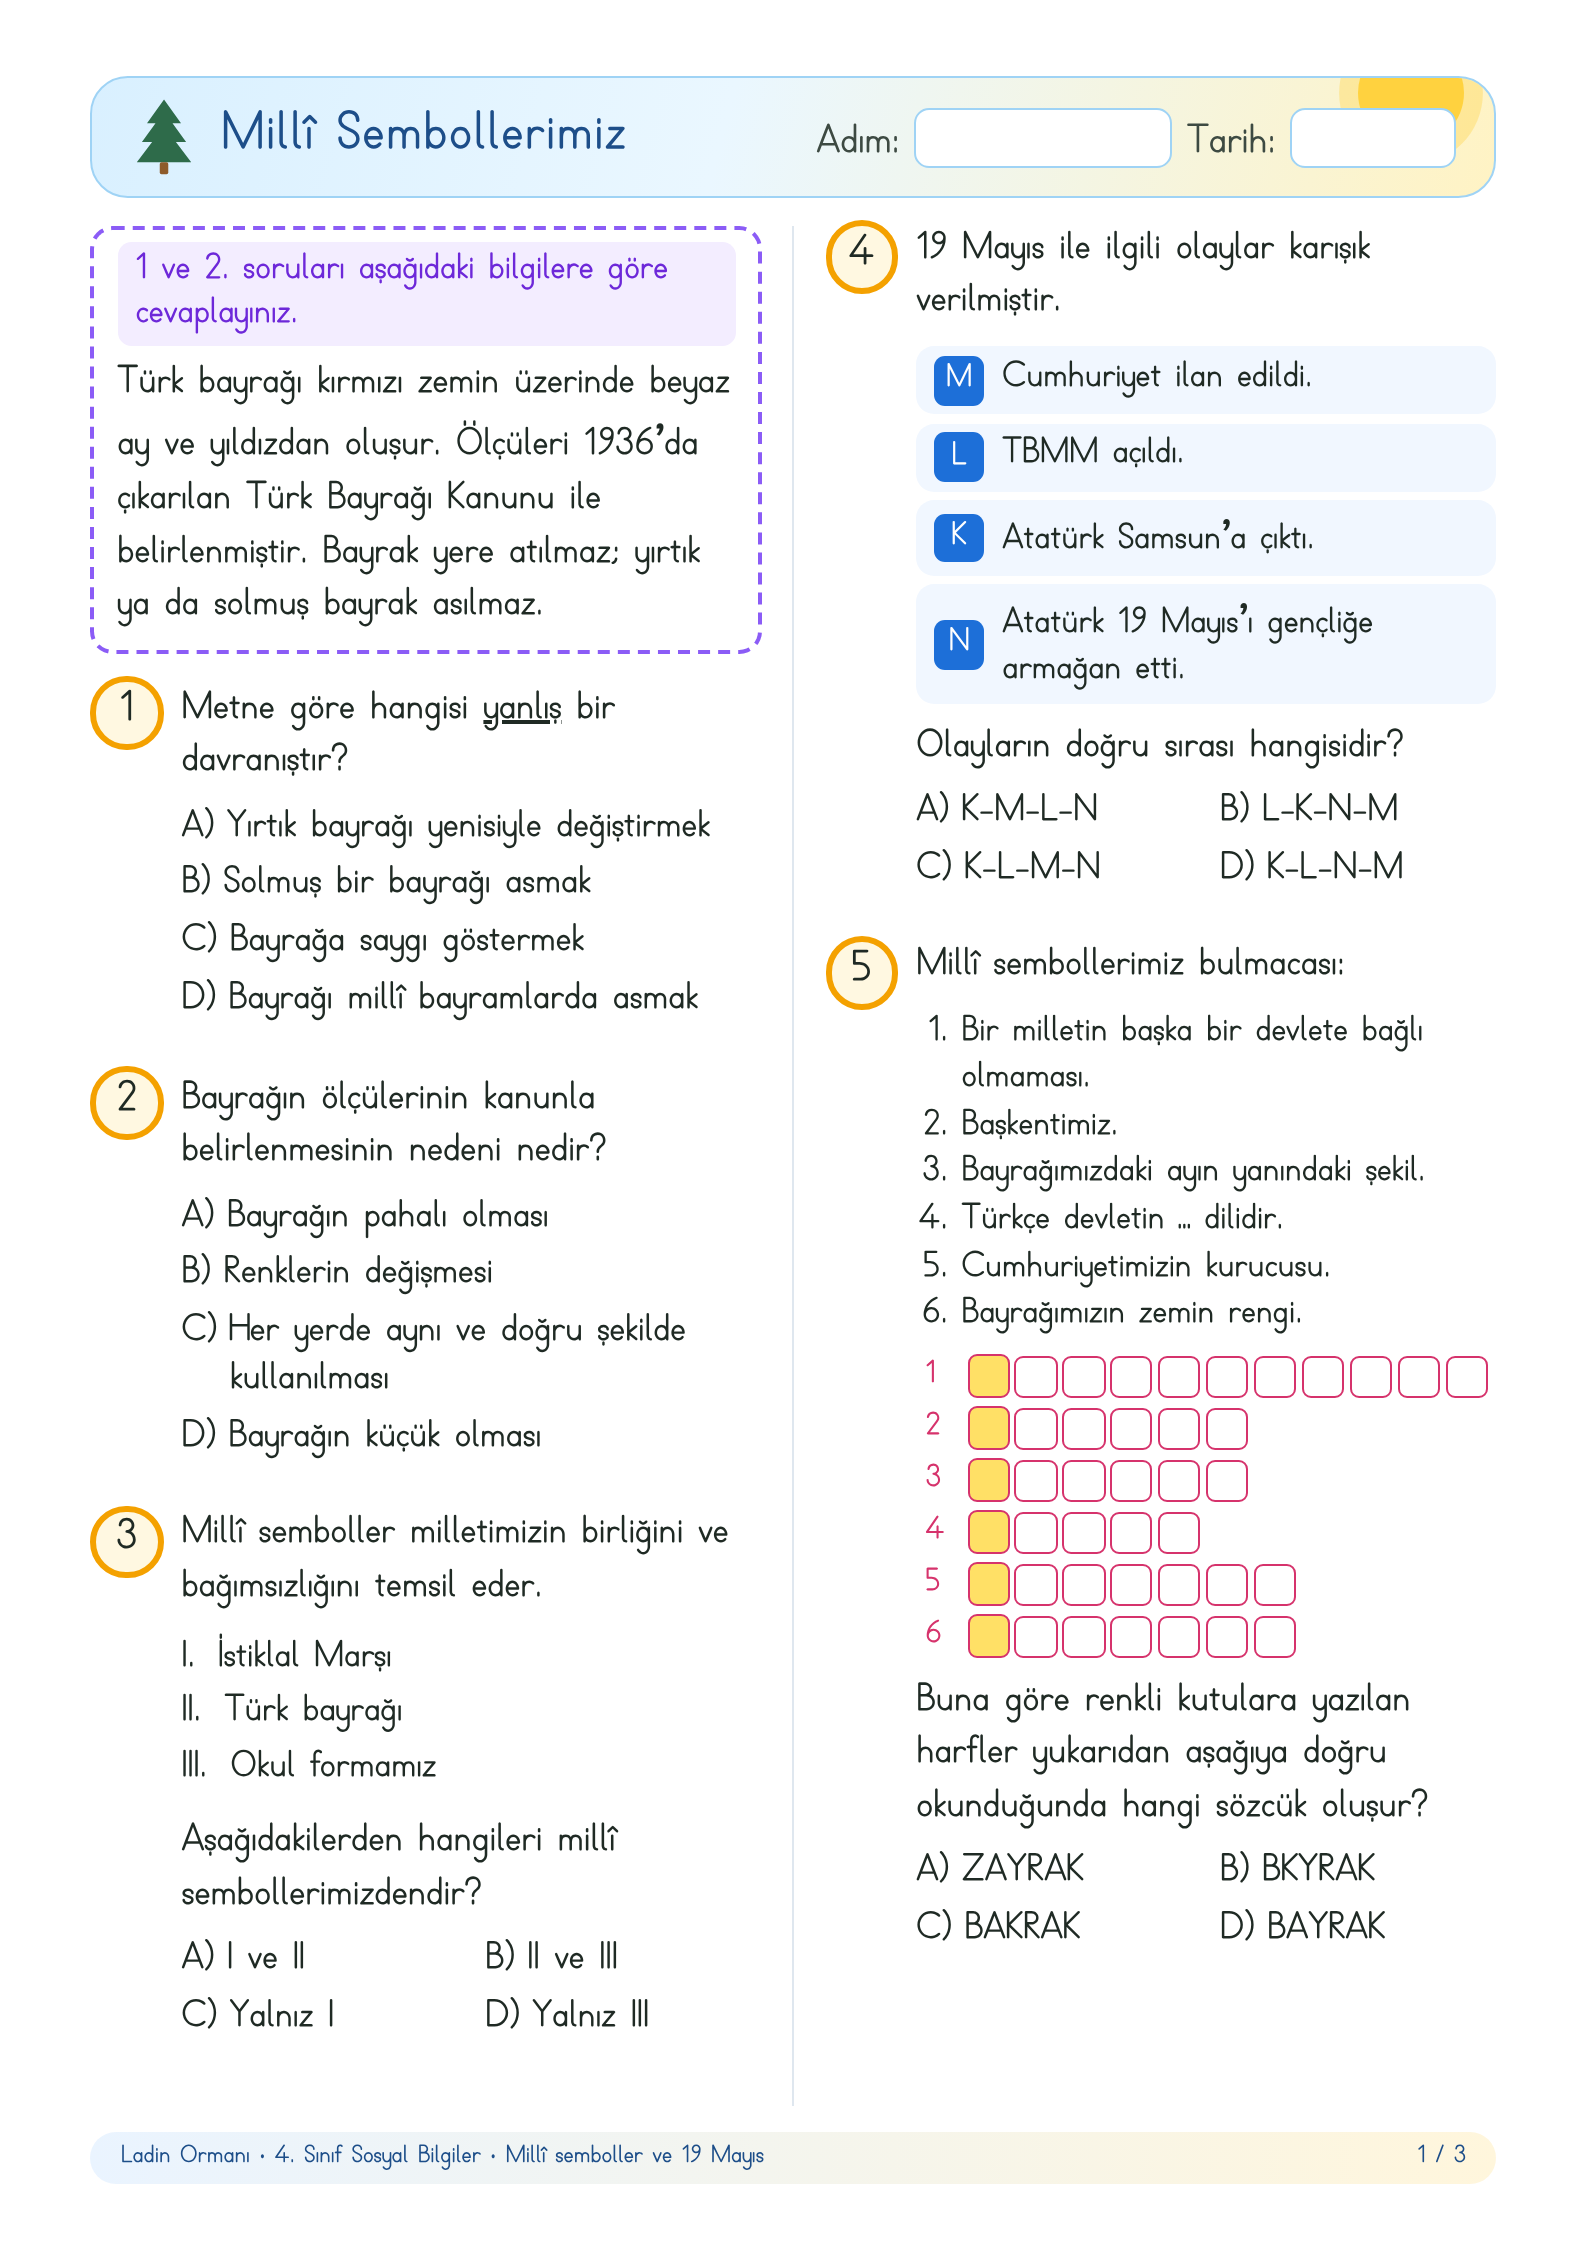 Millî Sembollerimiz
Adım:
Tarih:
1 ve 2. soruları aşağıdaki bilgilere göre
cevaplayınız.
Türk bayrağı kırmızı zemin üzerinde beyaz
ay ve yıldızdan oluşur. Ölçüleri 1936’da
çıkarılan Türk Bayrağı Kanunu ile
belirlenmiştir. Bayrak yere atılmaz; yırtık
ya da solmuş bayrak asılmaz.
1
Metne göre hangisi yanlış bir
davranıştır?
A) Yırtık bayrağı yenisiyle değiştirmek
B) Solmuş bir bayrağı asmak
C) Bayrağa saygı göstermek
D) Bayrağı millî bayramlarda asmak
2
Bayrağın ölçülerinin kanunla
belirlenmesinin nedeni nedir?
A) Bayrağın pahalı olması
B) Renklerin değişmesi
C) Her yerde aynı ve doğru şekilde
kullanılması
D) Bayrağın küçük olması
3
Millî semboller milletimizin birliğini ve
bağımsızlığını temsil eder.
I. İstiklal Marşı
II. Türk bayrağı
III. Okul formamız
Aşağıdakilerden hangileri millî
sembollerimizdendir?
A) I ve II B) II ve III
C) Yalnız I D) Yalnız III
4
19 Mayıs ile ilgili olaylar karışık
verilmiştir.
M Cumhuriyet ilan edildi.
L TBMM açıldı.
K Atatürk Samsun’a çıktı.
N Atatürk 19 Mayıs’ı gençliğe
armağan etti.
Olayların doğru sırası hangisidir?
A) K-M-L-N B) L-K-N-M
C) K-L-M-N D) K-L-N-M
5
Millî sembollerimiz bulmacası:
1. Bir milletin başka bir devlete bağlı
olmaması.
2. Başkentimiz.
3. Bayrağımızdaki ayın yanındaki şekil.
4. Türkçe devletin … dilidir.
5. Cumhuriyetimizin kurucusu.
6. Bayrağımızın zemin rengi.
1
2
3
4
5
6
Buna göre renkli kutulara yazılan
harfler yukarıdan aşağıya doğru
okunduğunda hangi sözcük oluşur?
A) ZAYRAK B) BKYRAK
C) BAKRAK D) BAYRAK
Ladin Ormanı • 4. Sınıf Sosyal Bilgiler • Millî semboller ve 19 Mayıs
1 / 3